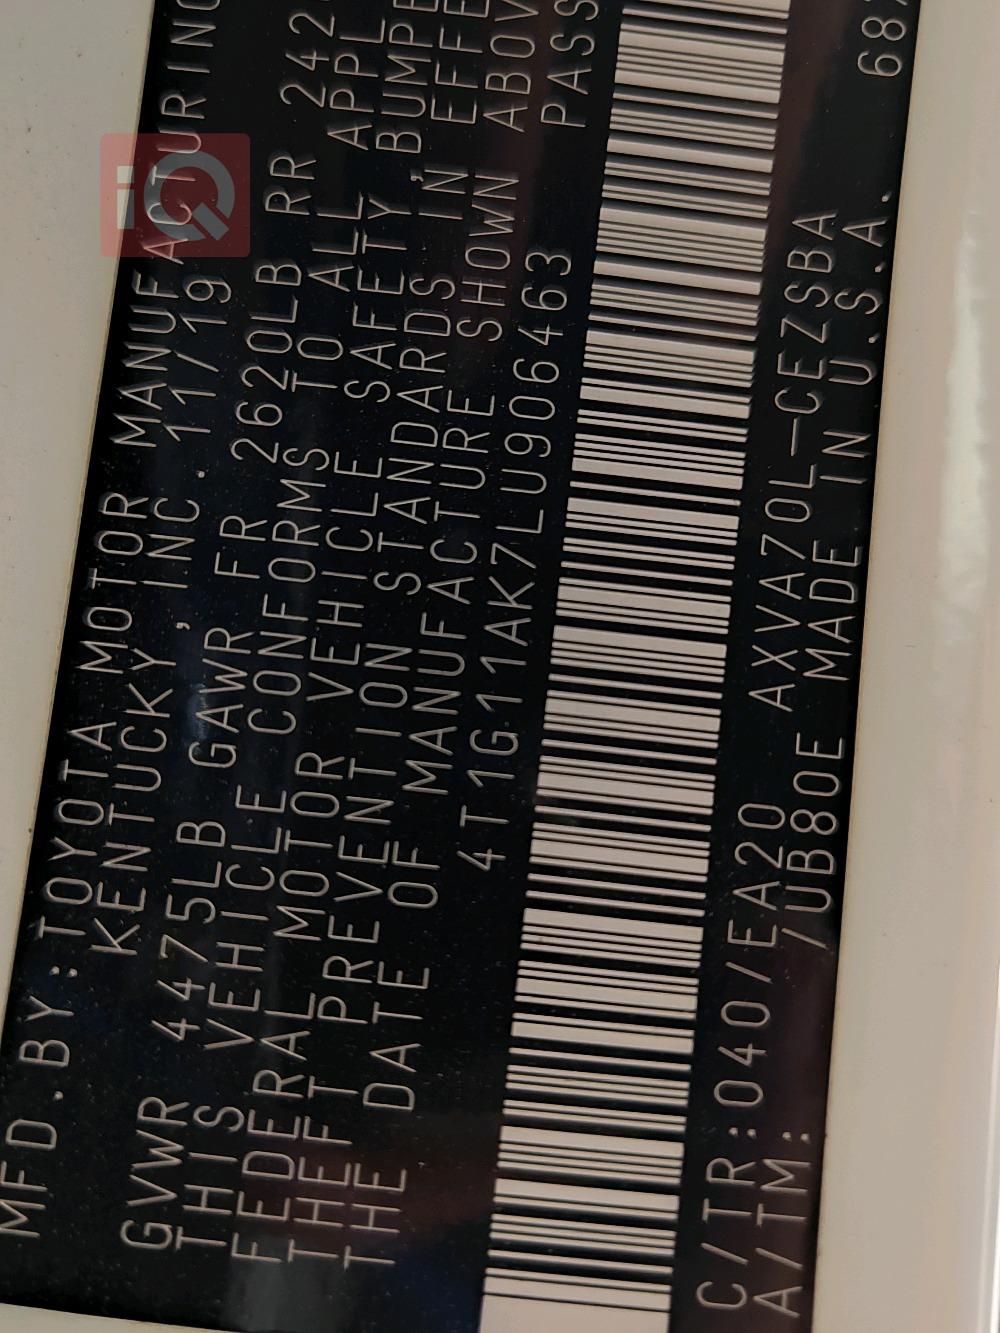 MFD.BY:TOYOTA MOTOR MANUFACTURING
KENTUCKY,INC. 11/19
GVWR 4475LB GAWR FR 2620LB RR 242
THIS VEHICLE CONFORMS TO ALL APPL
FEDERAL MOTOR VEHICLE SAFETY,BUMPE
THEFT PREVENTION STANDARDS IN EFFE
THE DATE OF MANUFACTURE SHOWN ABOV
4T1G11AK7LU906463 PASS
C/TR:040/EA20 AXVA70L-CEZSBA 687
A/TM: /UB80E MADE IN U.S.A.
iQ